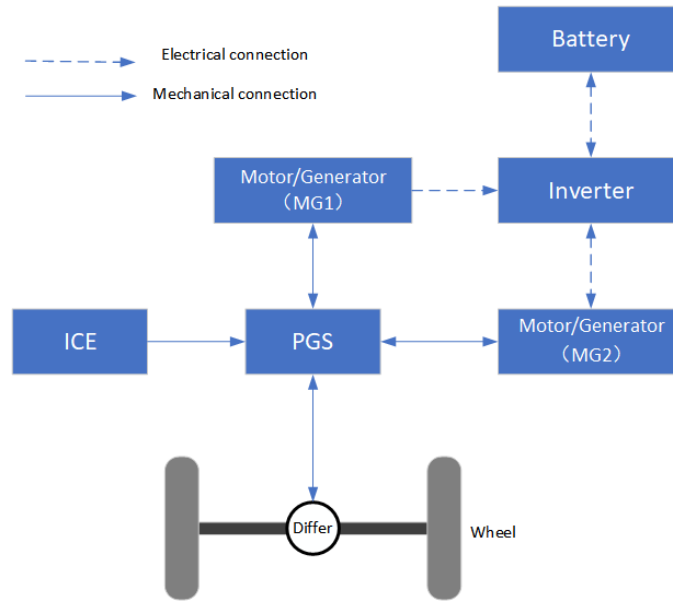 Electrical connection
Mechanical connection
Battery
Motor/Generator
（MG1）
Inverter
ICE
PGS
Motor/Generator
（MG2）
Differ
Wheel